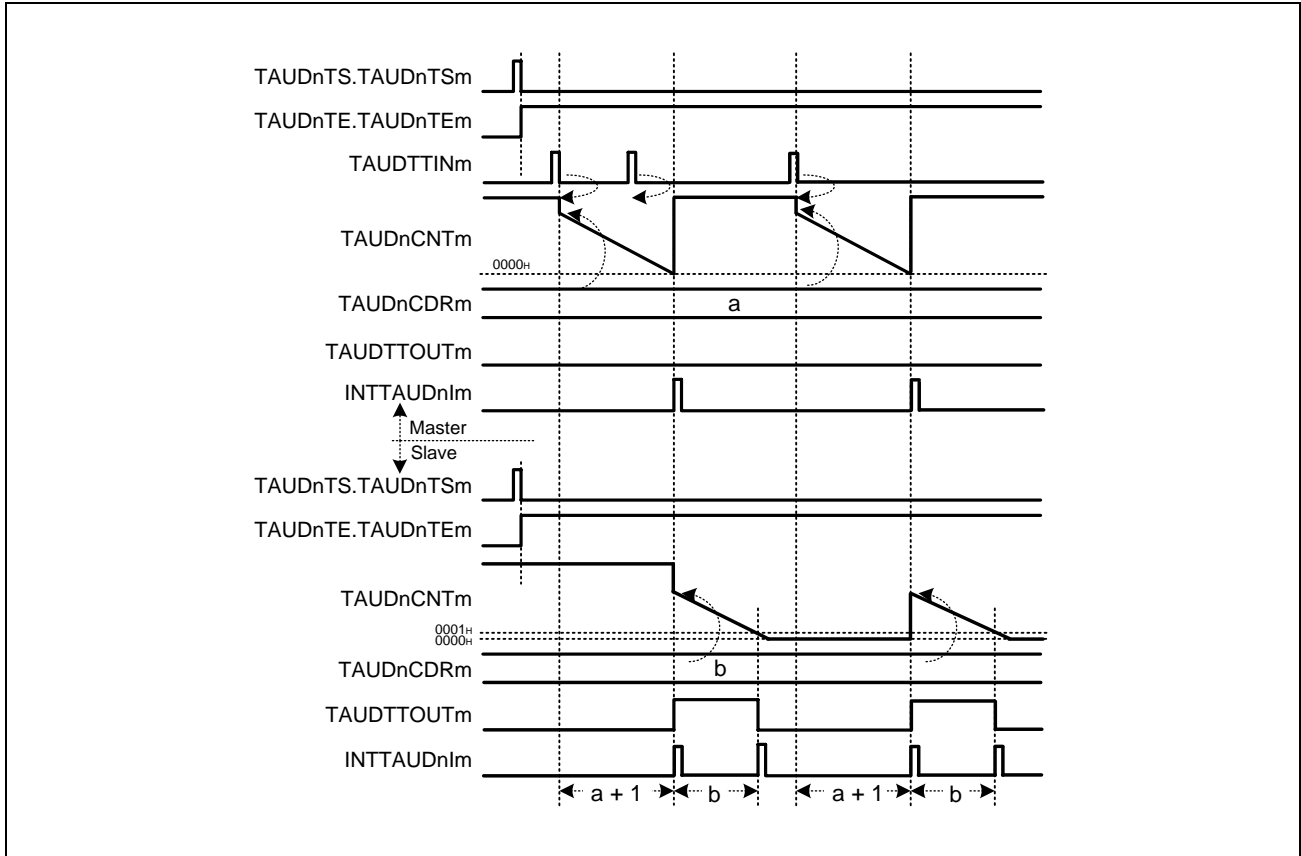 TAUDnTS.TAUDnTSm
TAUDnTE.TAUDnTEm
TAUDTTINm
TAUDnCNTm
0000H
TAUDnCDRm
a
TAUDTTOUTm
INTTAUDnIm
Master
Slave
TAUDnTS.TAUDnTSm
TAUDnTE.TAUDnTEm
TAUDnCNTm
0001H
0000H
TAUDnCDRm
b
TAUDTTOUTm
INTTAUDnIm
a + 1 b a + 1 b